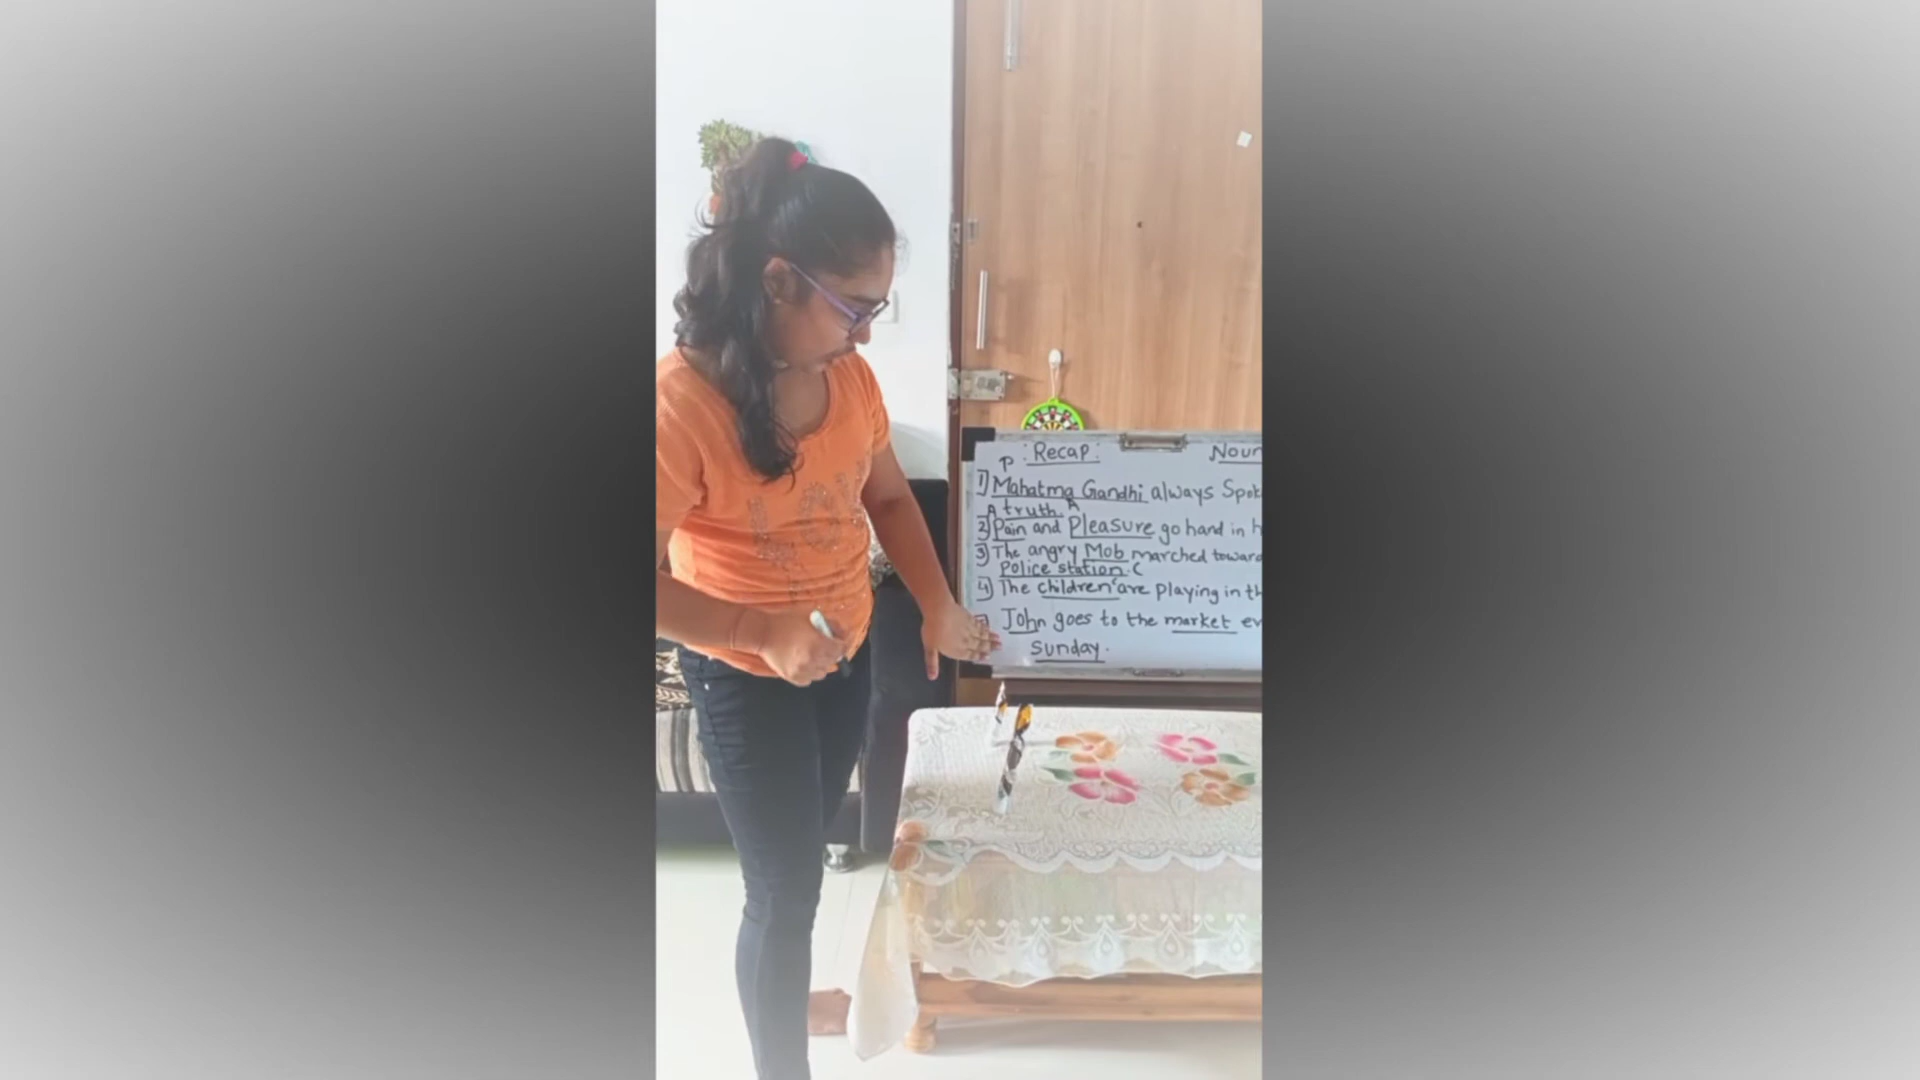 : Recap : Noun
P
1) Mahatma Gandhi always Spok
A truth. A
2) Pain and Pleasure go hand in h
3) The angry Mob marched toward
Police station. C
4) The children C are playing in th
John goes to the market ev
Sunday.